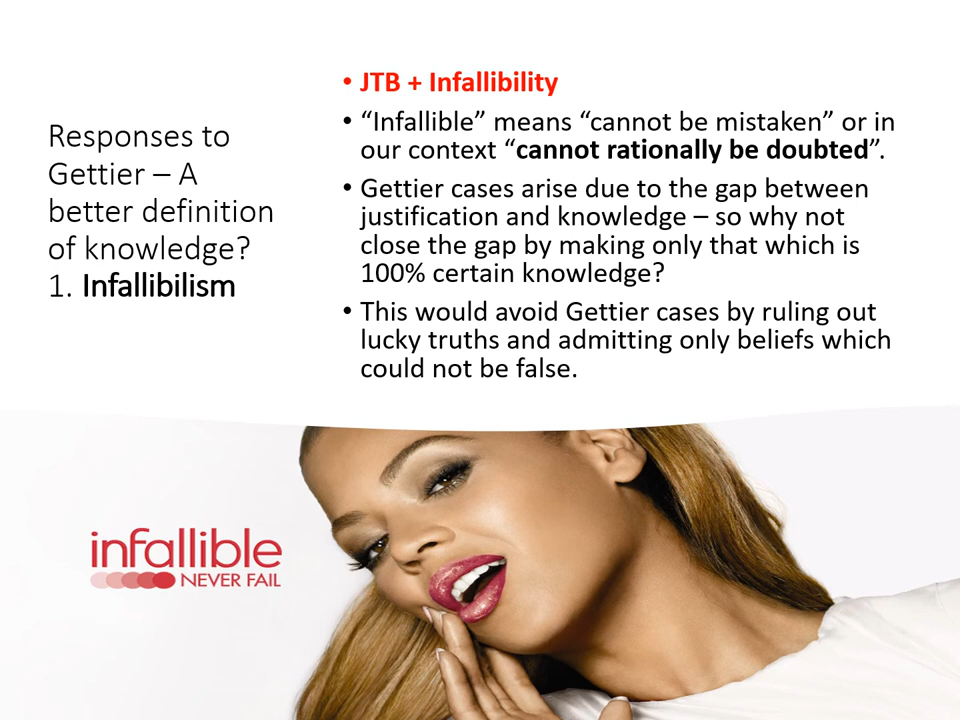 Responses to
Gettier – A
better definition
of knowledge?
1. Infallibilism
• JTB + Infallibility
• “Infallible” means “cannot be mistaken” or in
our context “cannot rationally be doubted”.
• Gettier cases arise due to the gap between
justification and knowledge – so why not
close the gap by making only that which is
100% certain knowledge?
• This would avoid Gettier cases by ruling out
lucky truths and admitting only beliefs which
could not be false.
infallible
NEVER FAIL